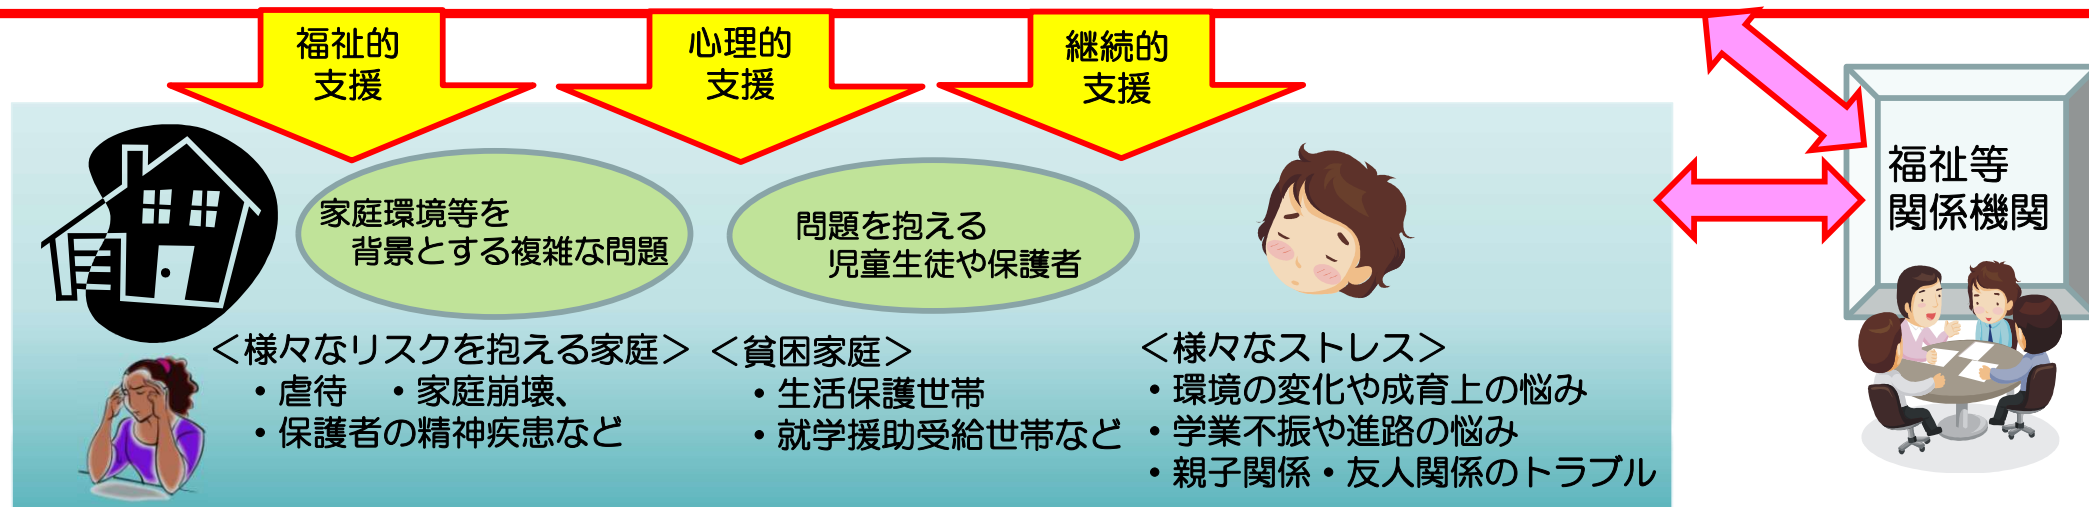 福祉的
支援
心理的
支援
継続的
支援
家庭環境等を
背景とする複雑な問題
問題を抱える
児童生徒や保護者
福祉等
関係機関
＜様々なリスクを抱える家庭＞
・虐待　・家庭崩壊、
・保護者の精神疾患など
＜貧困家庭＞
・生活保護世帯
・就学援助受給世帯など
＜様々なストレス＞
・環境の変化や成育上の悩み
・学業不振や進路の悩み
・親子関係・友人関係のトラブル